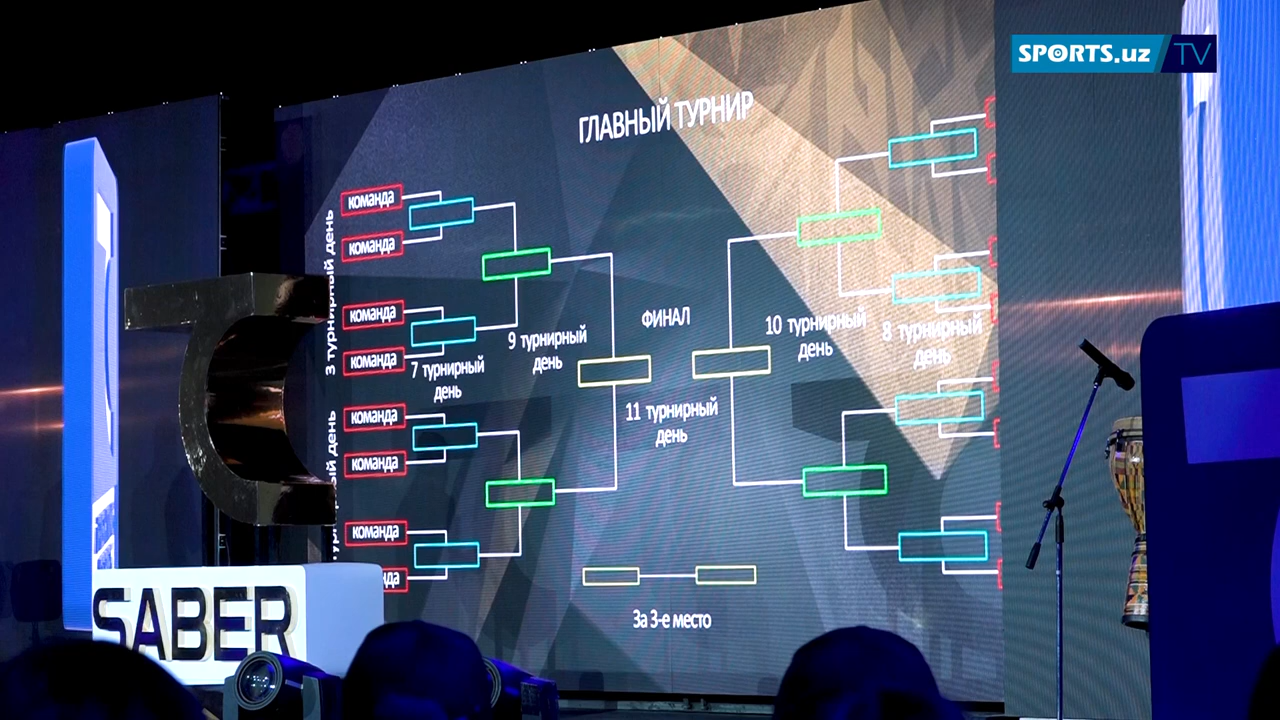 SPORTS.uz TV
ГЛАВНЫЙ ТУРНИР
команда
команда
3 турнирный день
команда
команда
7 турнирный
день
9 турнирный
день
ФИНАЛ
11 турнирный
день
10 турнирный
день
8 турнирный
день
команда
команда
день
команда
За 3-е место
SABER